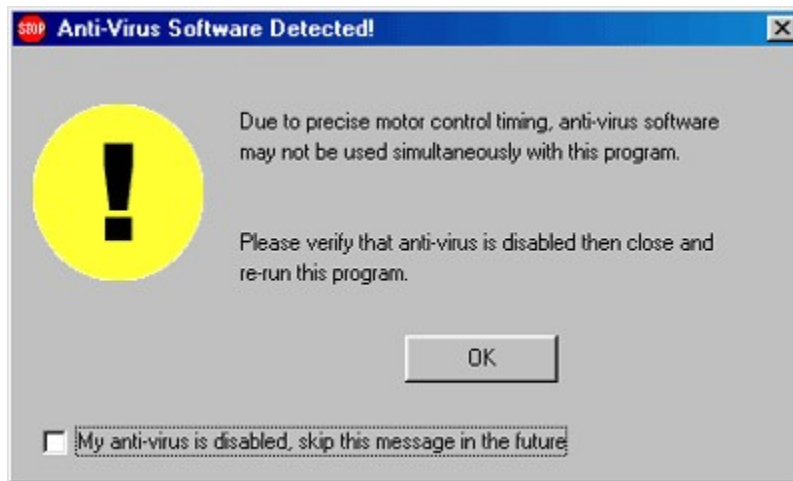 STOP Anti-Virus Software Detected!
!
Due to precise motor control timing, anti-virus software
may not be used simultaneously with this program.
Please verify that anti-virus is disabled then close and
re-run this program.
OK
My anti-virus is disabled, skip this message in the future